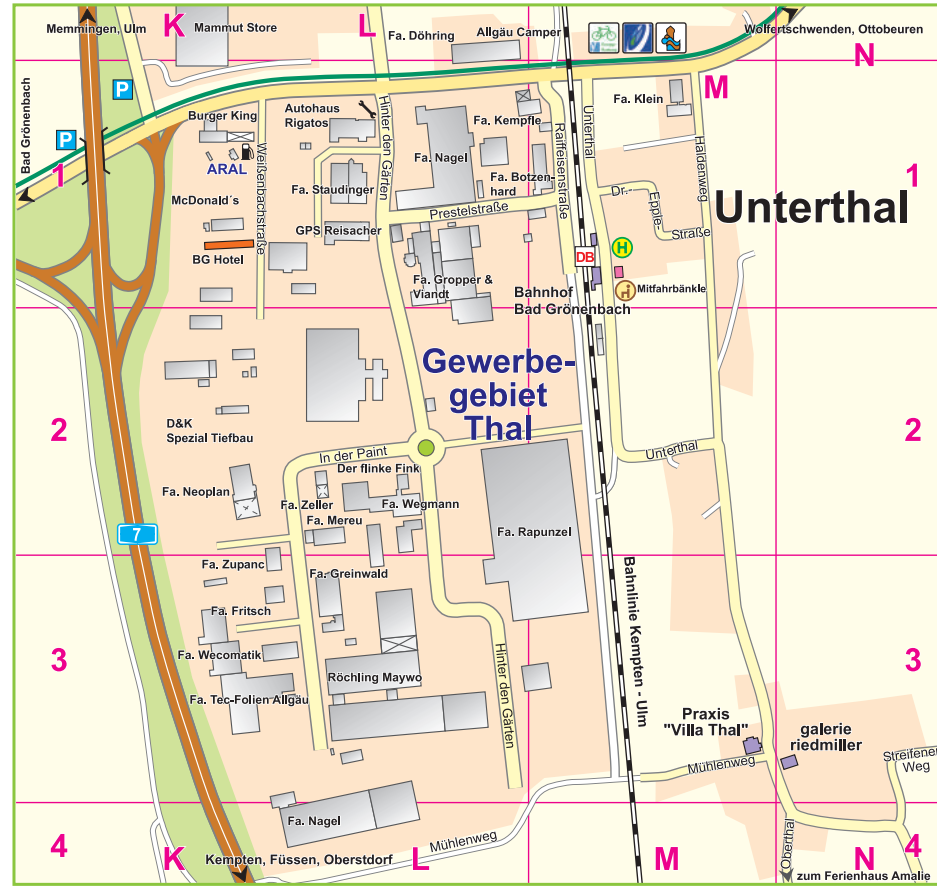 Memmingen, Ulm
K
Mammut Store
L
Fa. Döhring
Allgäu Camper
Wolfertschwenden, Ottobeuren
N
M
P
P
Bad Grönenbach
1
Burger King
ARAL
Autohaus
Rigatos
Hinter den Gärten
Fa. Kempfle
Fa. Nagel
Fa. Klein
Unterthal
Raiffeisenstraße
Haldenweg
1
Weißenbachstraße
Fa. Staudinger
Fa. Botzen-
hard
Dr.-
Epple-
Straße
McDonald´s
Prestelstraße
Unterthal
GPS Reisacher
BG Hotel
DB
H
Fa. Gropper &
Viandt
Mitfahrbänkle
Bahnhof
Bad Grönenbach
Gewerbe-
gebiet
Thal
2
2
D&K
Spezial Tiefbau
In der Paint
Unterthal
Der flinke Fink
Fa. Neoplan
Fa. Zeller
Fa. Wegmann
Fa. Mereu
Fa. Rapunzel
7
Fa. Zupanc
Fa. Greinwald
Bahnlinie Kempten - Ulm
Fa. Fritsch
3
3
Fa. Wecomatik
Röchling Maywo
Hinter den Gärten
Fa. Tec-Folien Allgäu
Praxis
"Villa Thal"
galerie
riedmiller
Streifener
Weg
Mühlenweg
Fa. Nagel
Mühlenweg
Oberthal
4
K
Kempten, Füssen, Oberstdorf
L
M
N
4
zum Ferienhaus Amalie